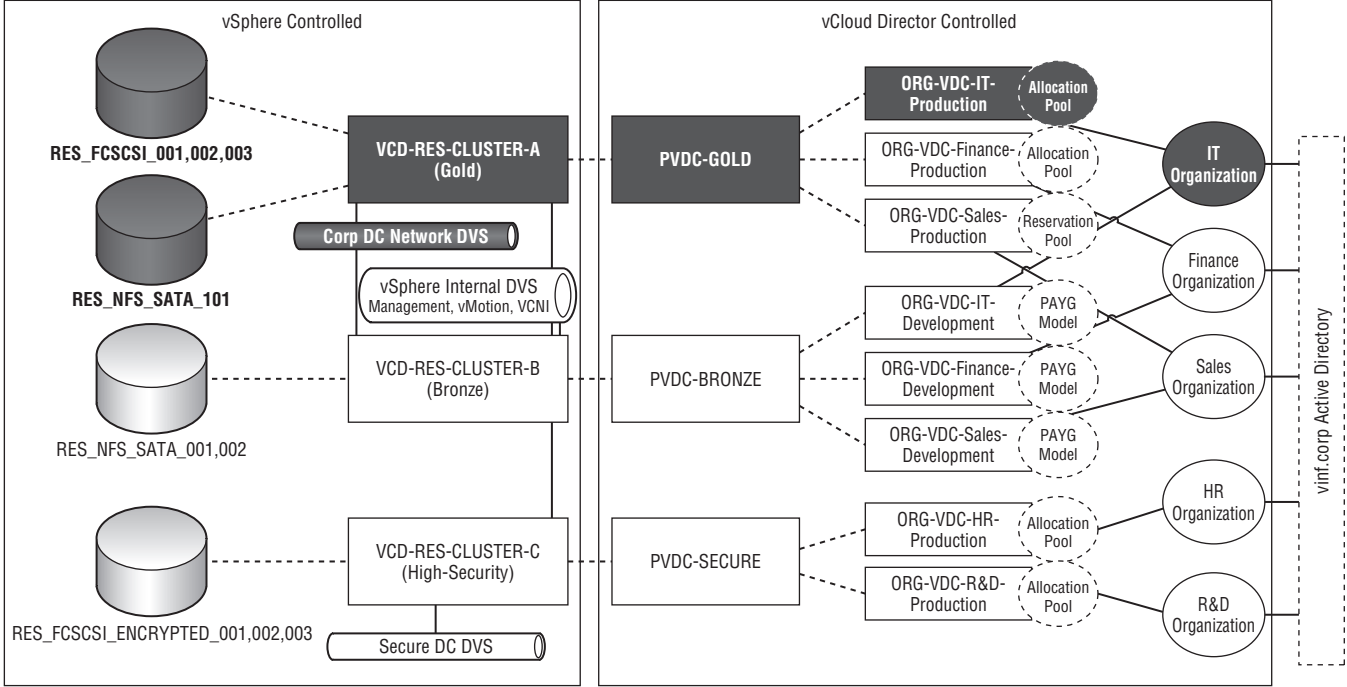 vSphere Controlled
vCloud Director Controlled
RES_FCSCSI_001,002,003
RES_NFS_SATA_101
RES_NFS_SATA_001,002
RES_FCSCSI_ENCRYPTED_001,002,003
VCD-RES-CLUSTER-A
(Gold)
Corp DC Network DVS
vSphere Internal DVS
Management, vMotion, VCNI
VCD-RES-CLUSTER-B
(Bronze)
VCD-RES-CLUSTER-C
(High-Security)
Secure DC DVS
PVDC-GOLD
PVDC-BRONZE
PVDC-SECURE
ORG-VDC-IT-
Production
Allocation
Pool
ORG-VDC-Finance-
Production
Allocation
Pool
ORG-VDC-Sales-
Production
Reservation
Pool
ORG-VDC-IT-
Development
PAYG
Model
ORG-VDC-Finance-
Development
PAYG
Model
ORG-VDC-Sales-
Development
PAYG
Model
ORG-VDC-HR-
Production
Allocation
Pool
ORG-VDC-R&D-
Production
Allocation
Pool
IT
Organization
Finance
Organization
Sales
Organization
HR
Organization
R&D
Organization
vinf.corp Active Directory